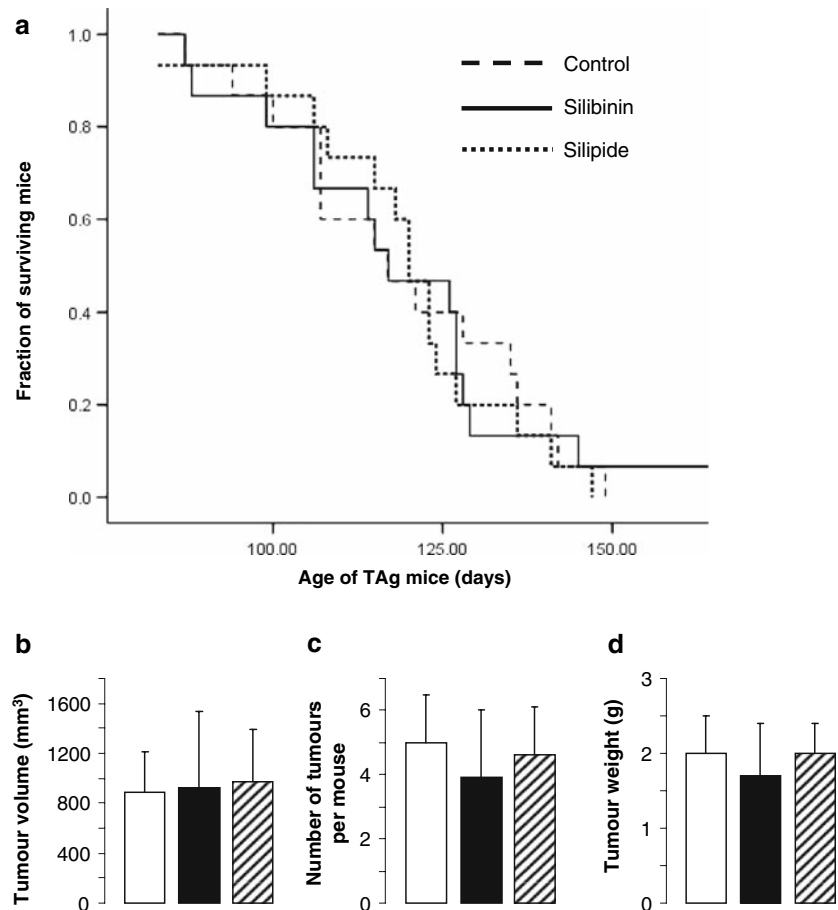 a
1.0
0.8
0.6
0.4
0.2
0.0
Fraction of surviving mice
Control
Silibinin
Silipide
100.00 125.00 150.00
Age of TAg mice (days)
b
Tumour volume (mm³)
1600
1200
800
400
0
c
Number of tumours
per mouse
6
4
2
0
d
Tumour weight (g)
3
2
1
0